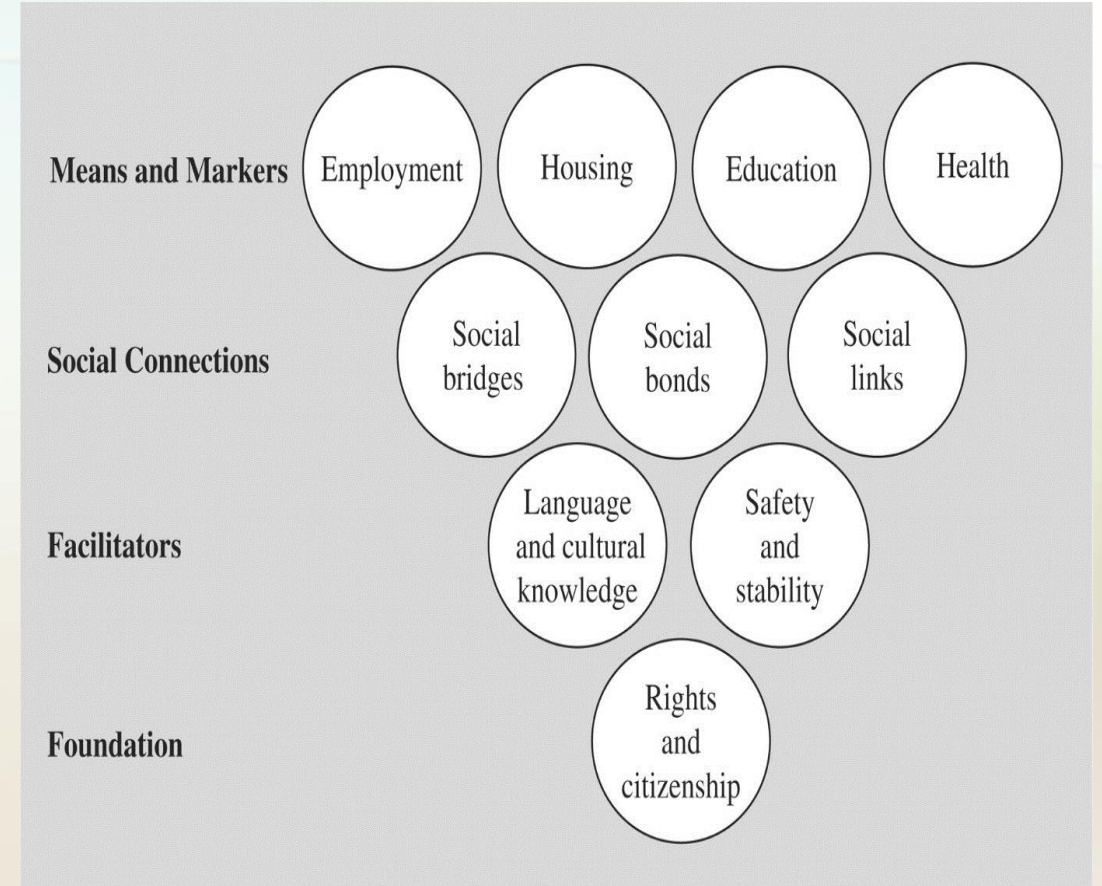 Means and Markers
Employment
Housing
Education
Health
Social Connections
Social
bridges
Social
bonds
Social
links
Facilitators
Language
and cultural
knowledge
Safety
and
stability
Foundation
Rights
and
citizenship